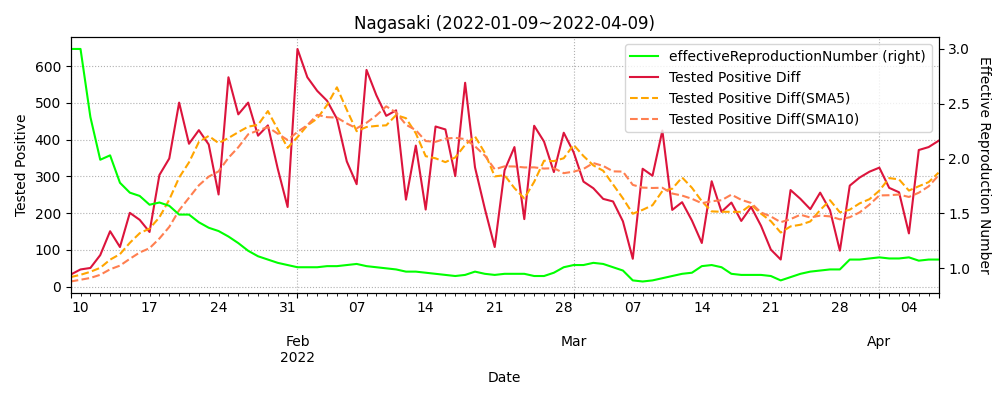 Nagasaki (2022-01-09~2022-04-09)
effectiveReproductionNumber (right)
Tested Positive Diff
Tested Positive Diff(SMA5)
Tested Positive Diff(SMA10)
Tested Positive
600
500
400
300
200
100
0
3.0
2.5
2.0
1.5
1.0
Effective Reproduction Number
10 17 24 31 07 14 21 28 07 14 21 28 04
Feb Mar Apr
2022
Date